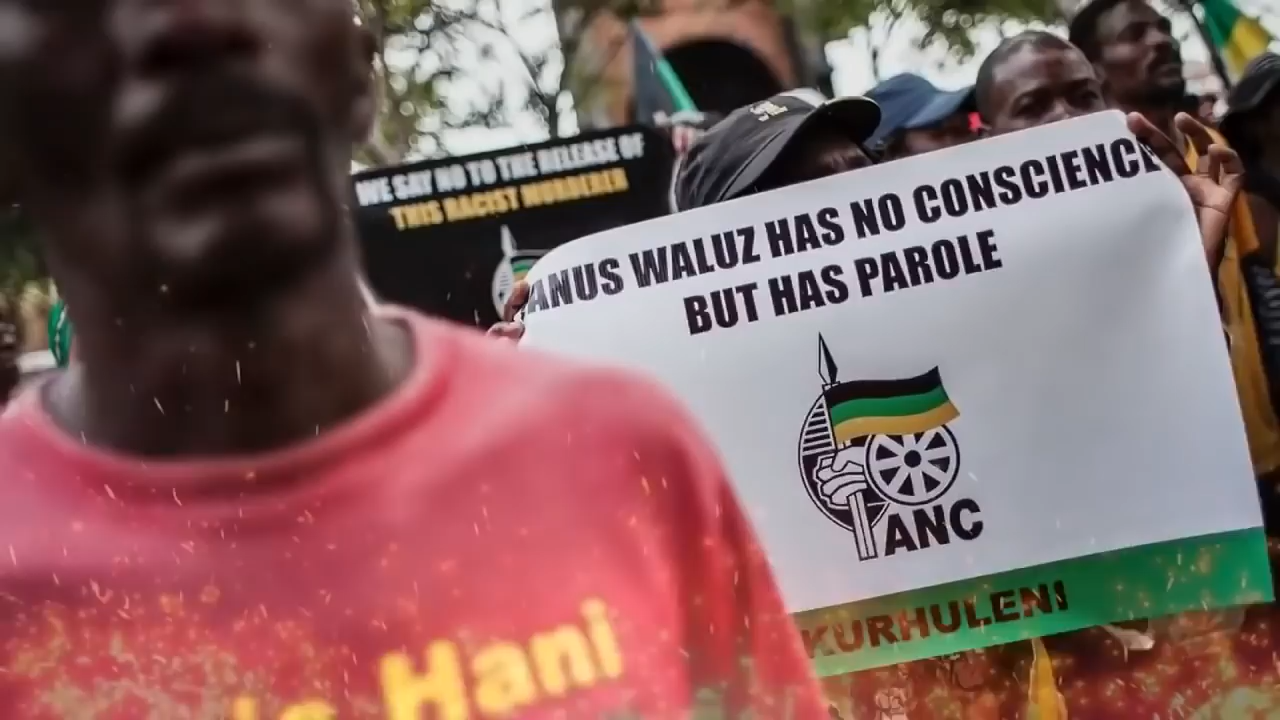 WE SAY NO TO THE RELEASE OF
THIS RACIST MURDERER
ANUS WALUZ HAS NO CONSCIENCE
BUT HAS PAROLE
ANC
KURHULENI
Hani